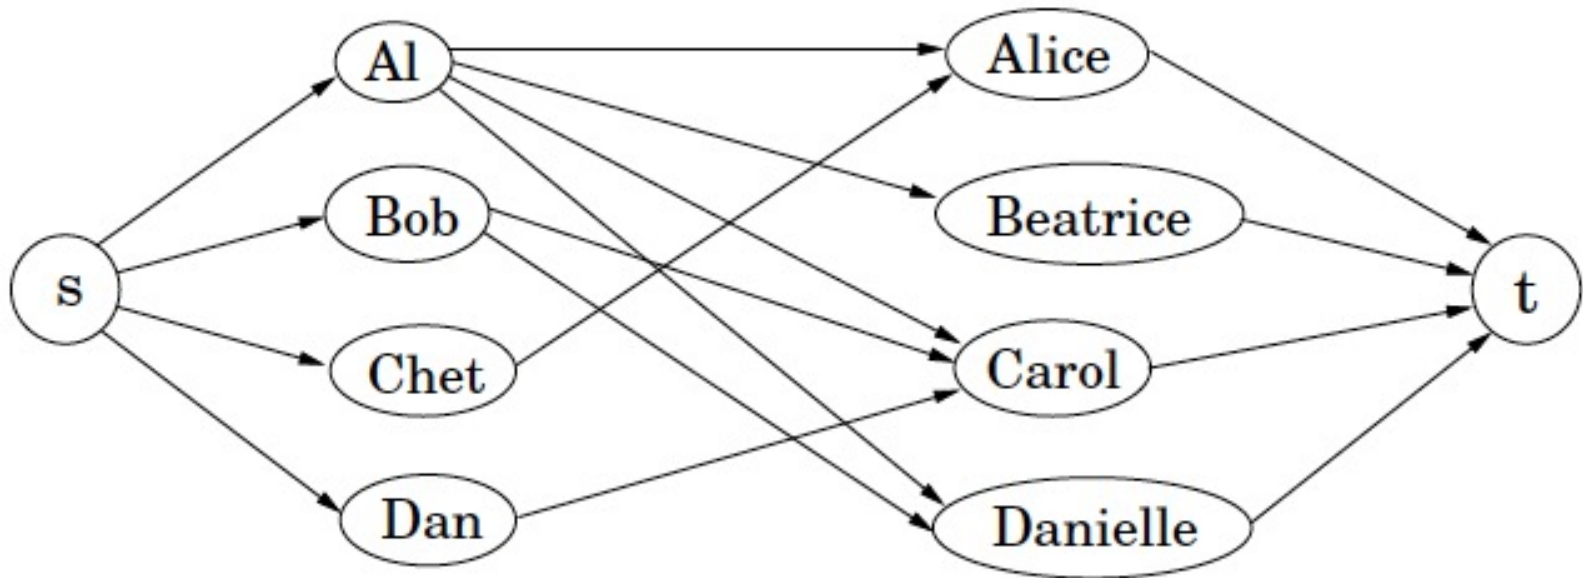 Al
Alice
Bob
Beatrice
s
t
Chet
Carol
Dan
Danielle